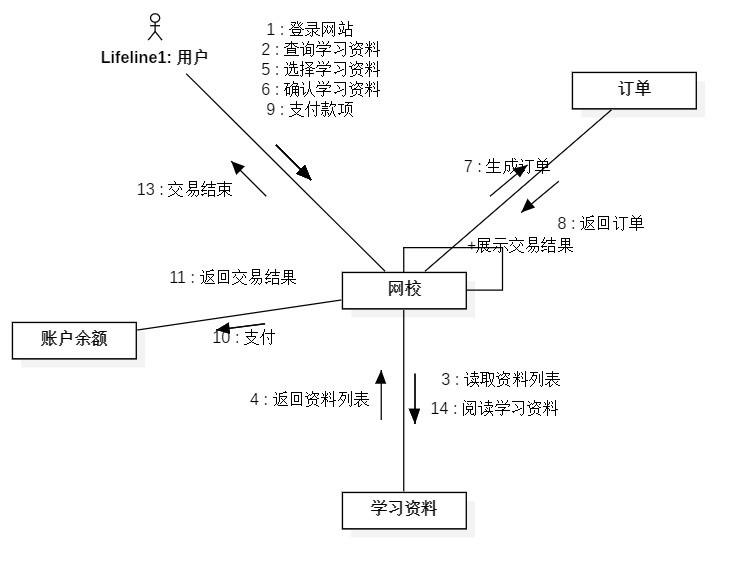 1 : 登录网站
2 : 查询学习资料
Lifeline1: 用户
5 : 选择学习资料
6 : 确认学习资料
9 : 支付款项
订单
7 : 生成订单
13 : 交易结束
8 : 返回订单
+展示交易结果
11 : 返回交易结果
网校
账户余额
10 : 支付
3 : 读取资料列表
4 : 返回资料列表
14 : 阅读学习资料
学习资料